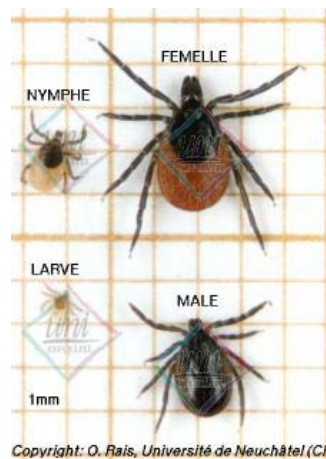 FEMELLE
NYMPHE
LARVE
MALE
1mm
Copyright: O. Rais, Université de Neuchâtel (C